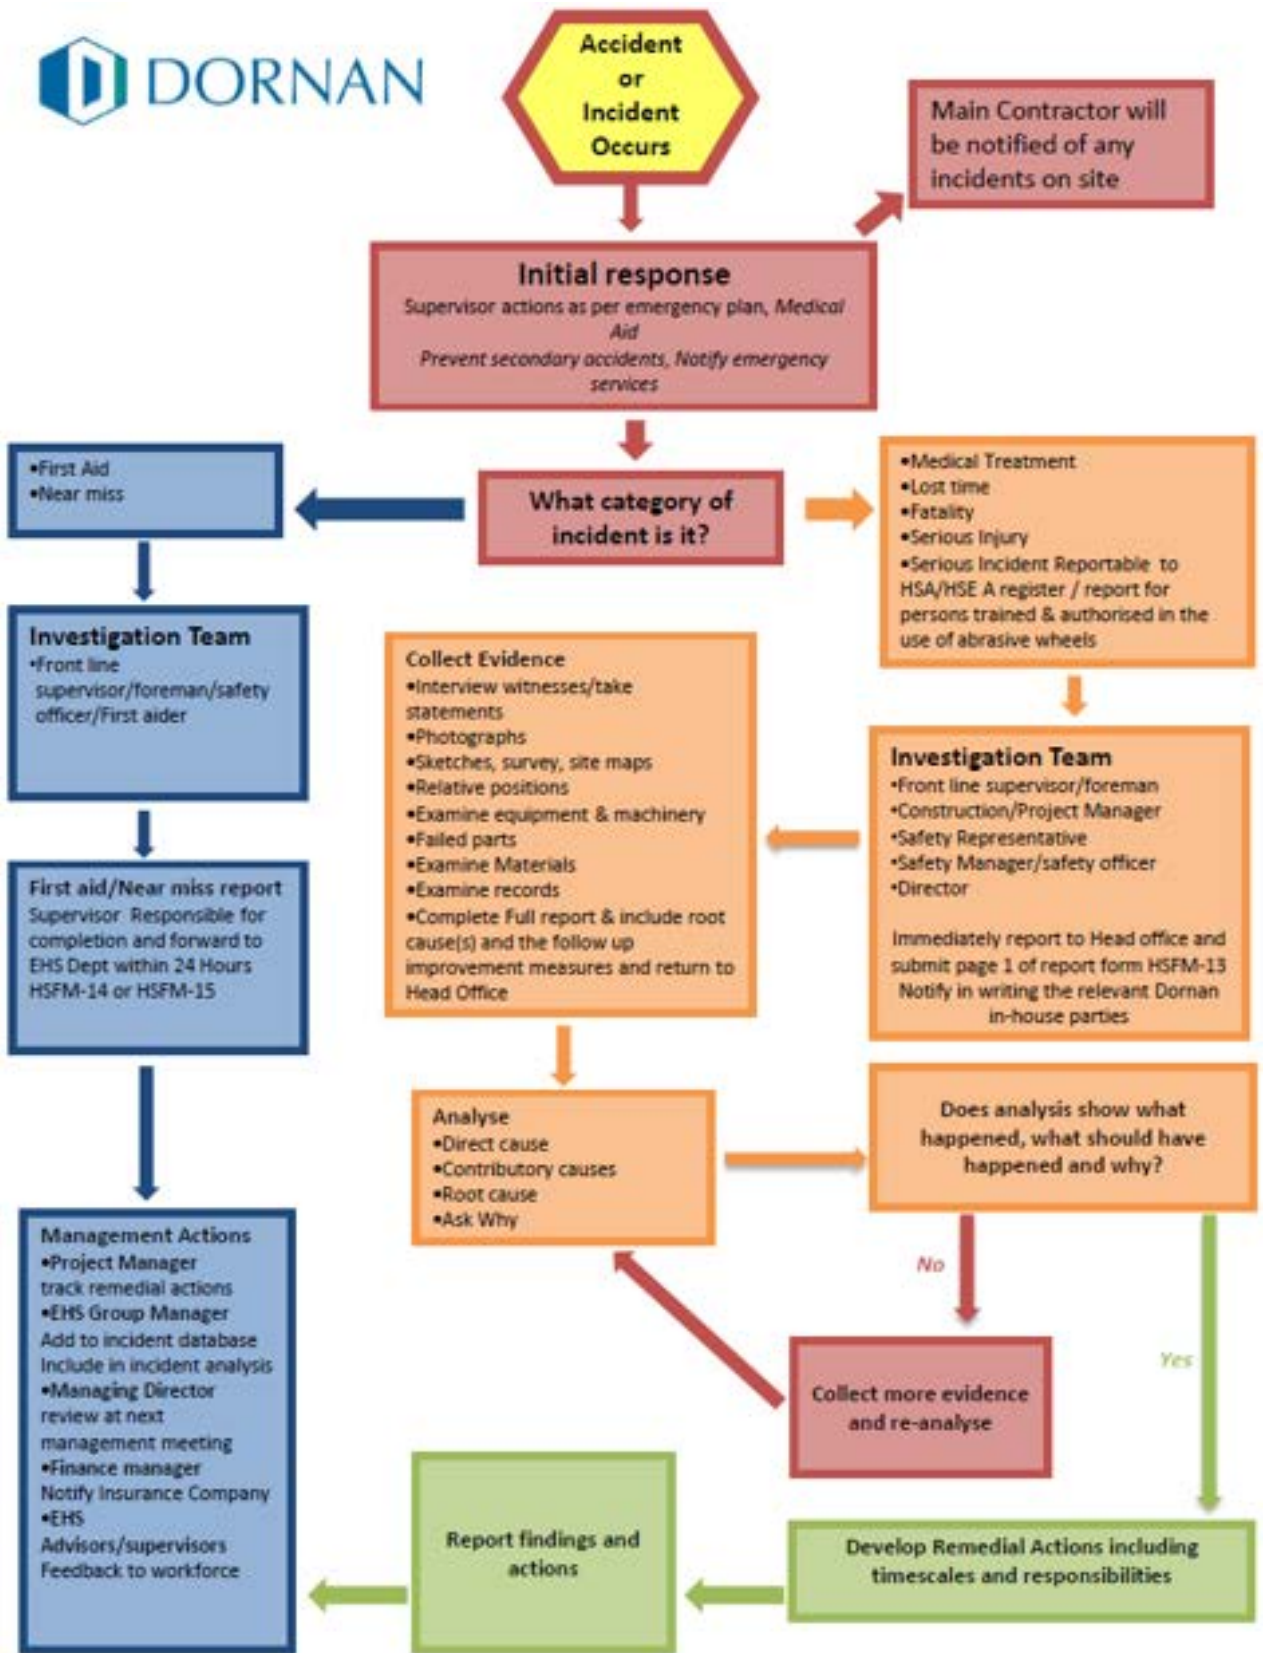 DORNAN
Accident
or
Incident
Occurs
Main Contractor will
be notified of any
incidents on site
Initial response
Supervisor actions as per emergency plan, Medical
Aid
Prevent secondary accidents, Notify emergency
services
What category of
incident is it?
•First Aid
•Near miss
Investigation Team
•Front line
supervisor/foreman/safety
officer/First aider
First aid/Near miss report
Supervisor Responsible for
completion and forward to
EHS Dept within 24 Hours
HSFM-14 or HSFM-15
•Medical Treatment
•Lost time
•Fatality
•Serious Injury
•Serious Incident Reportable to
HSA/HSE A register / report for
persons trained & authorised in the
use of abrasive wheels
Investigation Team
•Front line supervisor/foreman
•Construction/Project Manager
•Safety Representative
•Safety Manager/safety officer
•Director
Immediately report to Head office and
submit page 1 of report form HSFM-13
Notify in writing the relevant Dornan
in-house parties
Collect Evidence
•Interview witnesses/take
statements
•Photographs
•Sketches, survey, site maps
•Relative positions
•Examine equipment & machinery
•Failed parts
•Examine Materials
•Examine records
•Complete Full report & include root
cause(s) and the follow up
improvement measures and return to
Head Office
Analyse
•Direct cause
•Contributory causes
•Root cause
•Ask Why
Does analysis show what
happened, what should have
happened and why?
No
Yes
Collect more evidence
and re-analyse
Develop Remedial Actions including
timescales and responsibilities
Report findings and
actions
Management Actions
•Project Manager
track remedial actions
•EHS Group Manager
Add to incident database
Include in incident analysis
•Managing Director
review at next
management meeting
•Finance manager
Notify Insurance Company
•EHS
Advisors/supervisors
Feedback to workforce